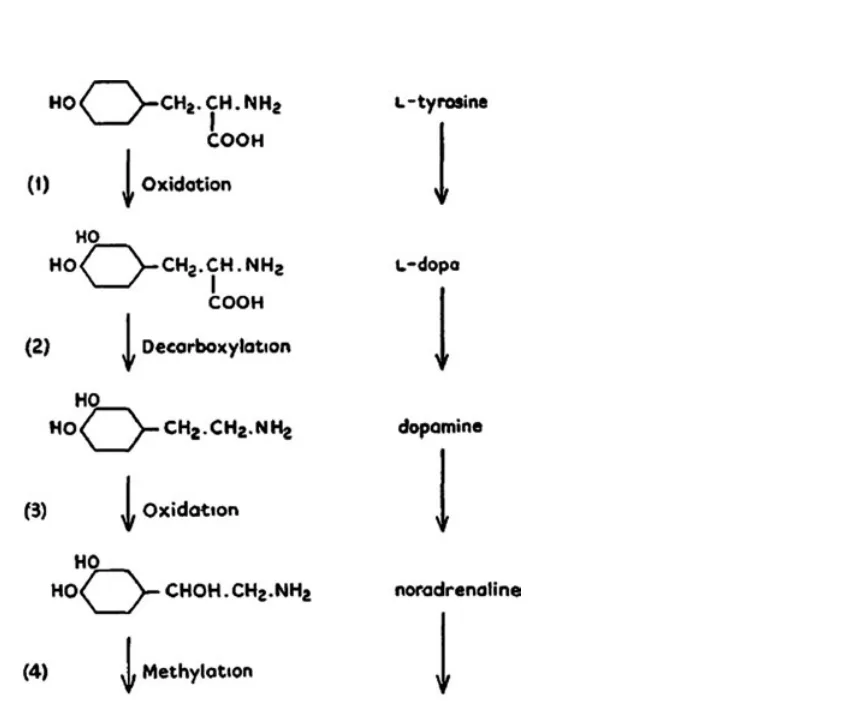 HO CH₂.CH.NH₂ L-tyrosine
COOH
(1) Oxidation
HO
HO CH₂.CH.NH₂ L-dopa
COOH
(2) Decarboxylation
HO
HO CH₂.CH₂.NH₂ dopamine
(3) Oxidation
HO
HO CHOH.CH₂.NH₂ noradrenaline
(4) Methylation